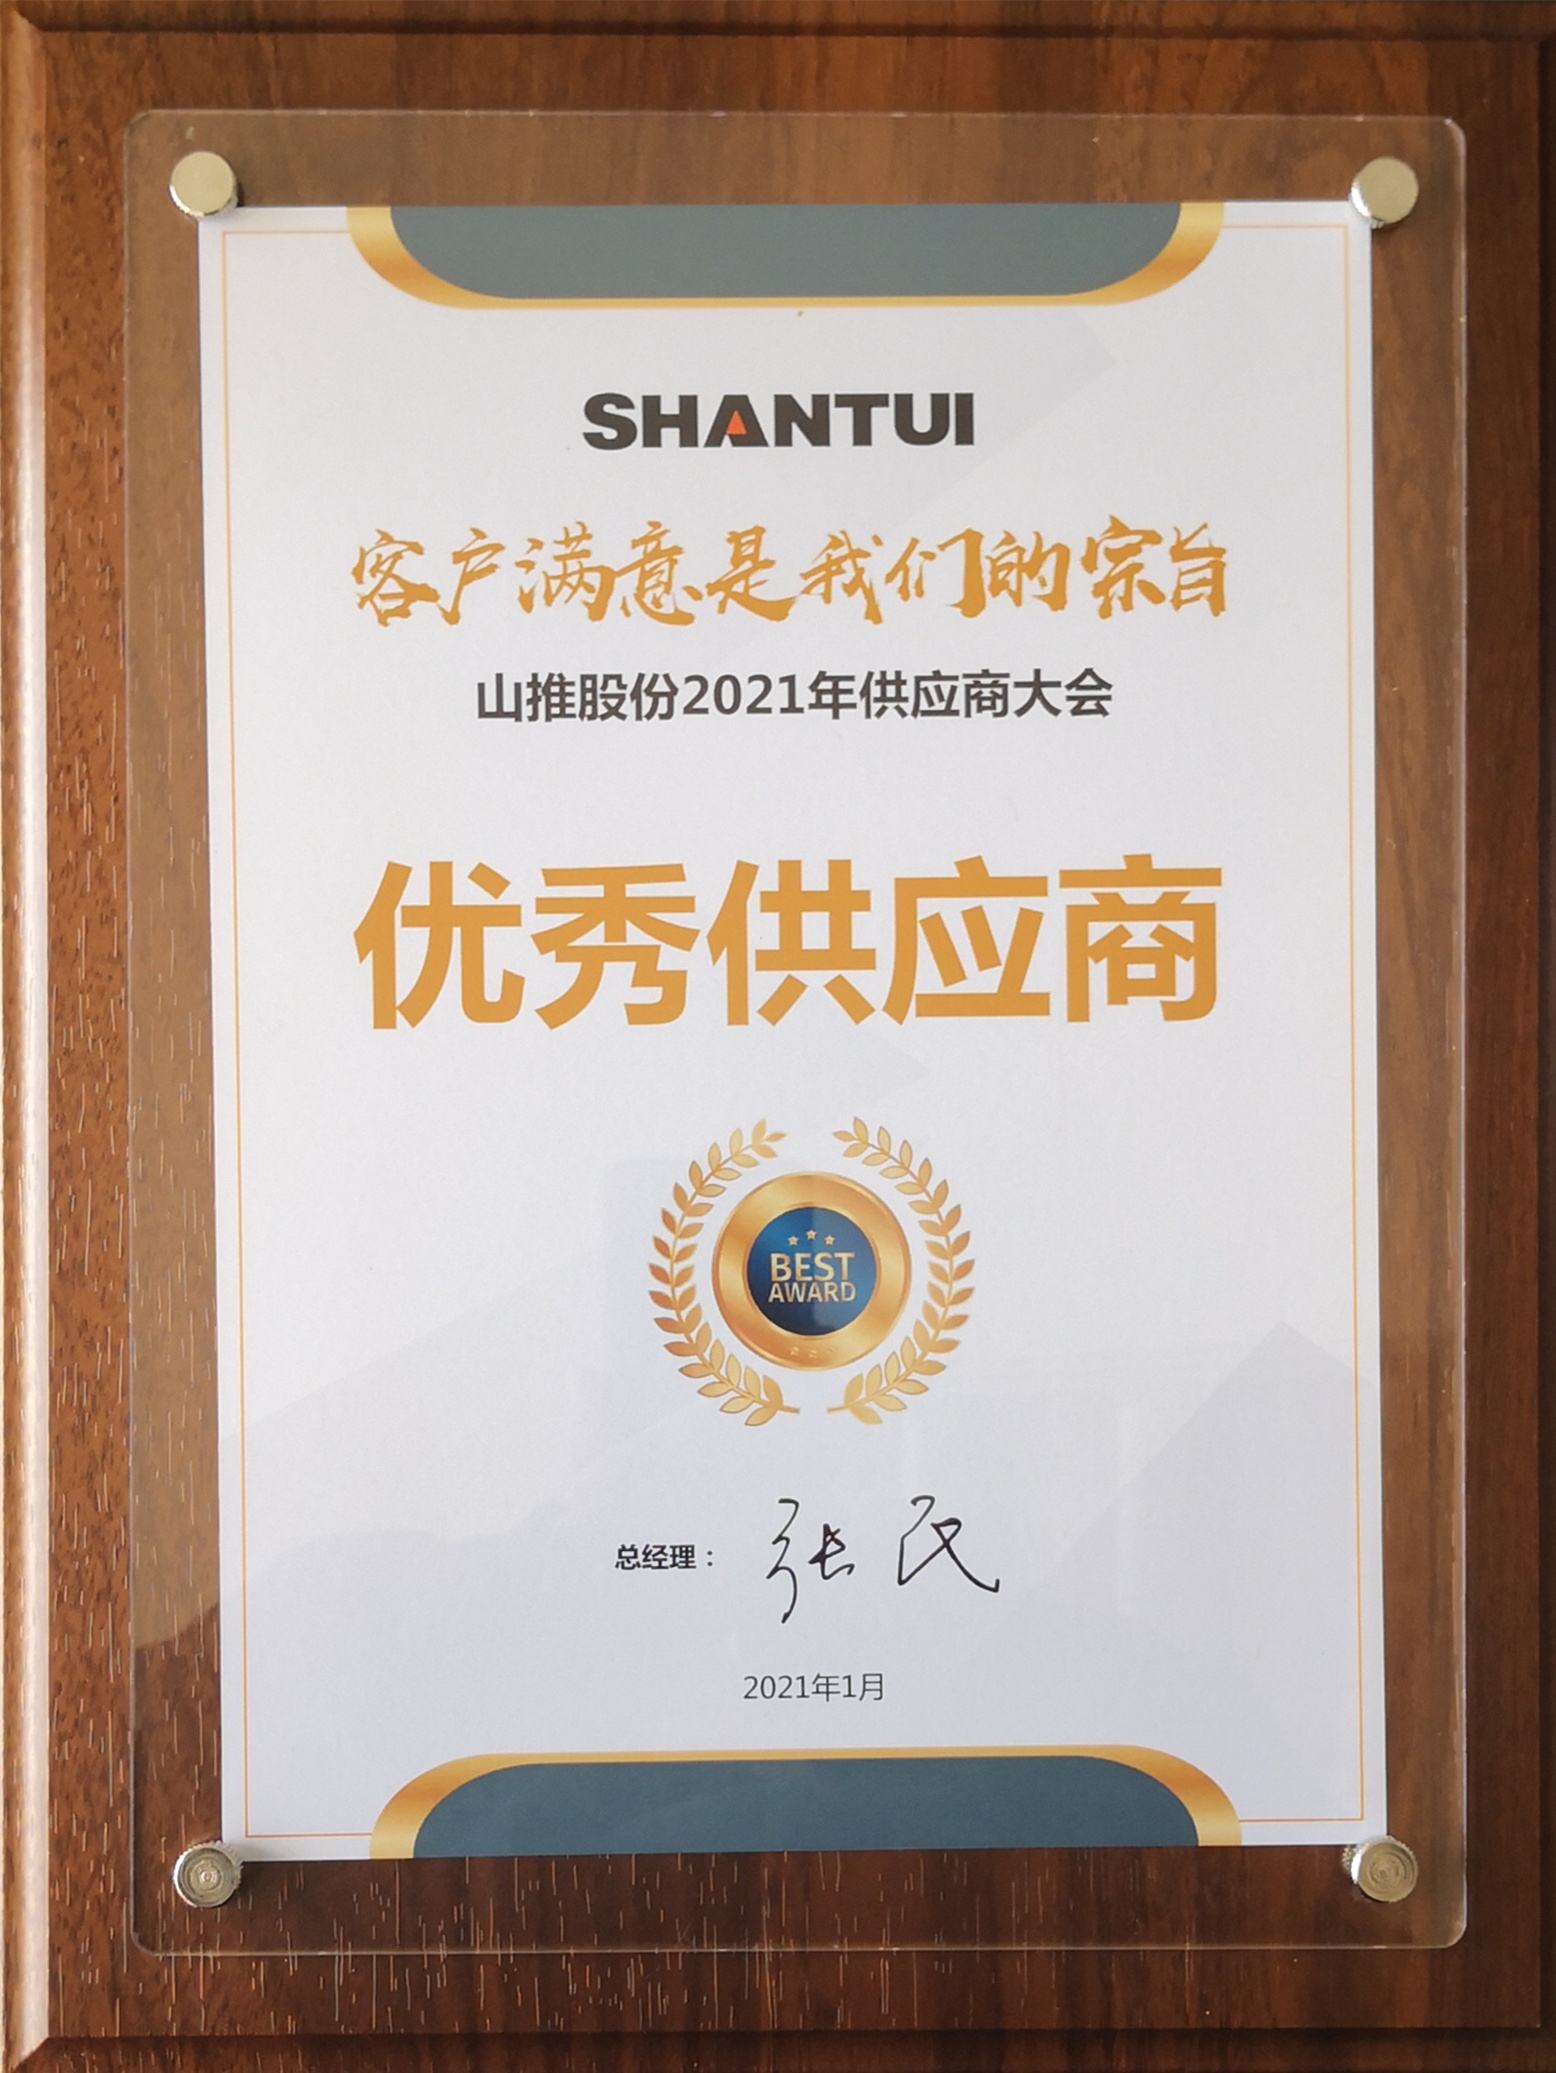 SHANTUI
客户满意是我们的宗旨
山推股份2021年供应商大会
优秀供应商
BEST
AWARD
总经理：张民
2021年1月